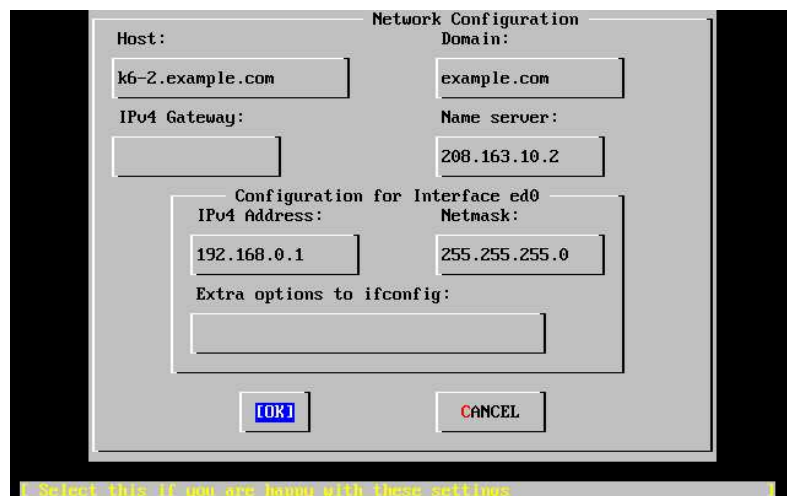 Network Configuration
Host: Domain:
k6-2.example.com example.com
IPv4 Gateway: Name server:
208.163.10.2
Configuration for Interface ed0
IPv4 Address: Netmask:
192.168.0.1 255.255.255.0
Extra options to ifconfig:
[OK] CANCEL
[ Select this if you are happy with these settings ]